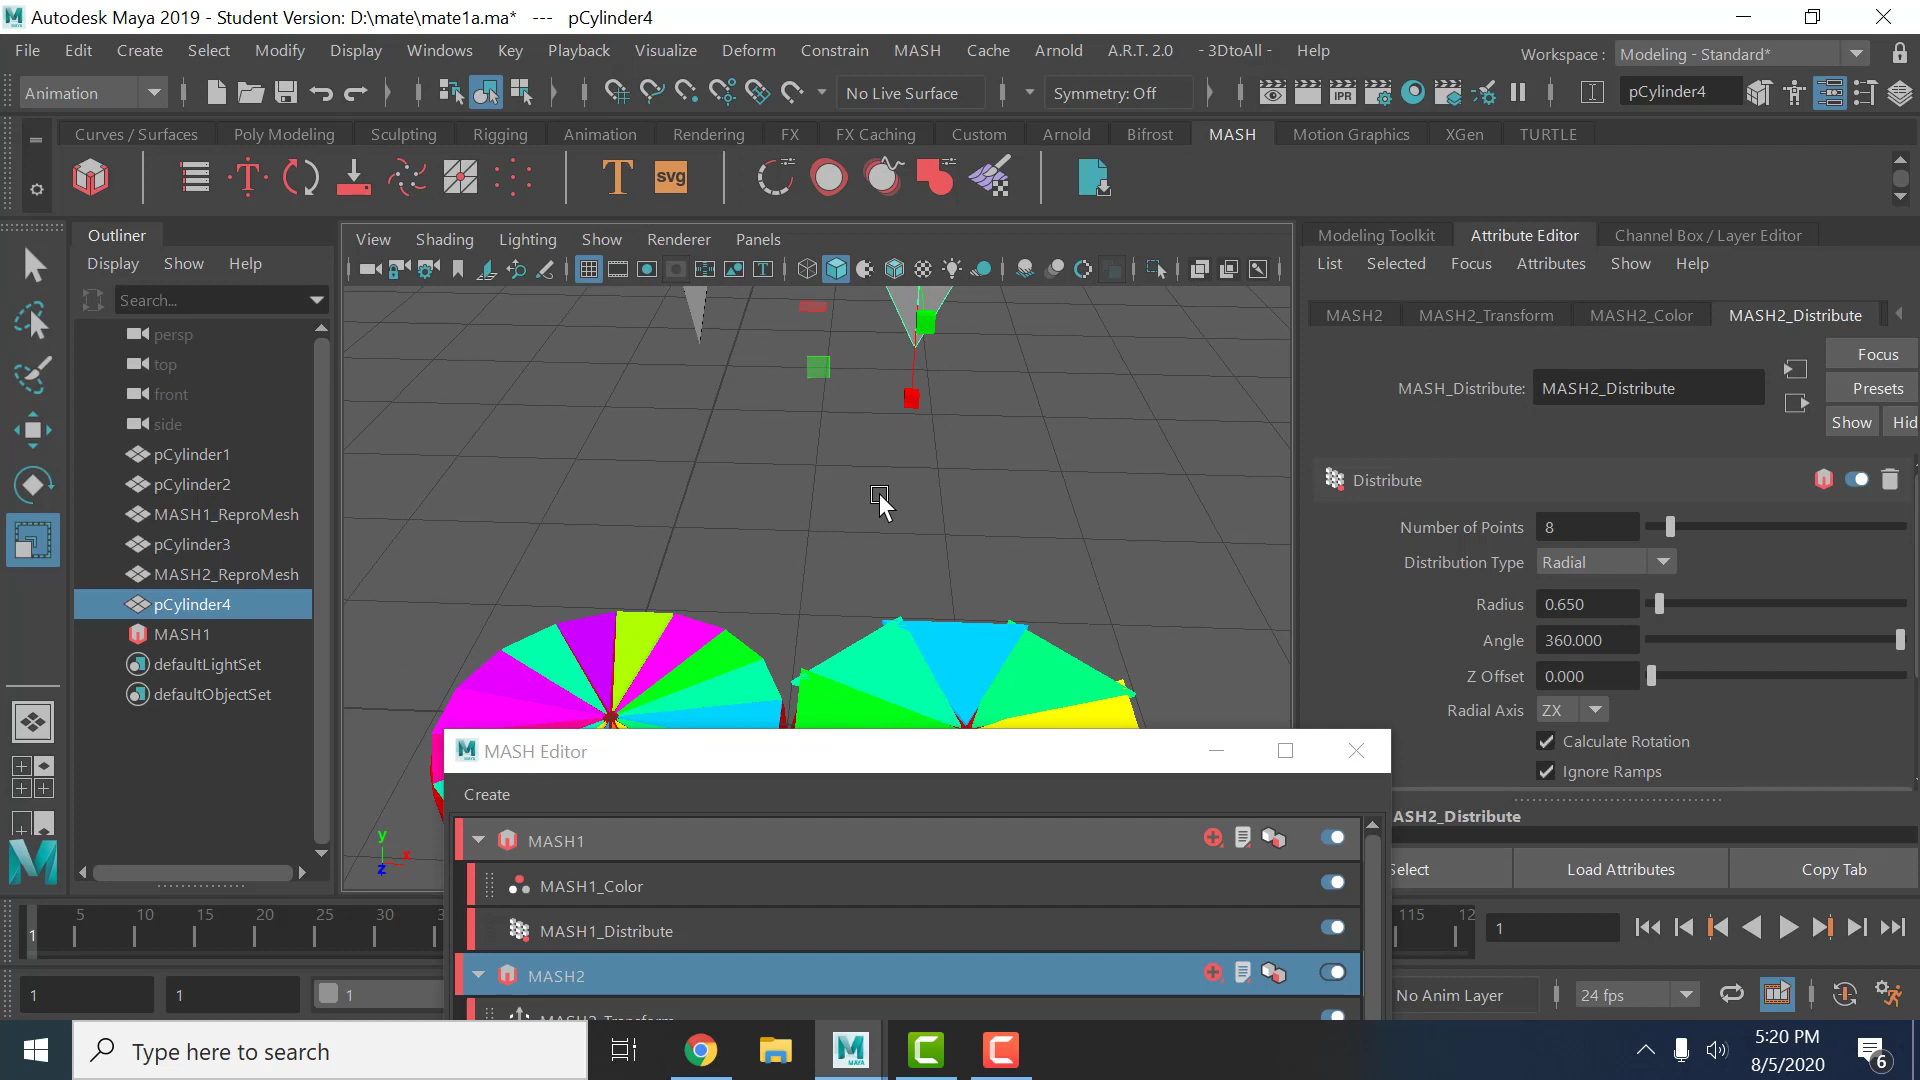 Autodesk Maya 2019 - Student Version: D:\mate\mate1a.ma* --- pCylinder4
File Edit Create Select Modify Display Windows Key Playback Visualize Deform Constrain MASH Cache Arnold A.R.T. 2.0 - 3DtoAll - Help Workspace : Modeling - Standard*
Animation No Live Surface Symmetry: Off IPR pCylinder4
Curves / Surfaces Poly Modeling Sculpting Rigging Animation Rendering FX FX Caching Custom Arnold Bifrost MASH Motion Graphics XGen TURTLE
T T svg
Outliner
Display Show Help
Search...
persp
top
front
side
pCylinder1
pCylinder2
MASH1_ReproMesh
pCylinder3
MASH2_ReproMesh
pCylinder4
MASH1
defaultLightSet
defaultObjectSet
View Shading Lighting Show Renderer Panels
y
x
z
Modeling Toolkit Attribute Editor Channel Box / Layer Editor
List Selected Focus Attributes Show Help
MASH2 MASH2_Transform MASH2_Color MASH2_Distribute
Focus
MASH_Distribute: MASH2_Distribute Presets
Show Hid
Distribute
Number of Points 8
Distribution Type Radial
Radius 0.650
Angle 360.000
Z Offset 0.000
Radial Axis ZX
Calculate Rotation
Ignore Ramps
ASH2_Distribute
Select Load Attributes Copy Tab
MASH Editor
Create
MASH1
MASH1_Color
MASH1_Distribute
MASH2
MASH2_Transform
5 10 15 20 25 30 115 12
1 1
1 1 1 No Anim Layer 24 fps
MAYA
Type here to search
5:20 PM
8/5/2020
6